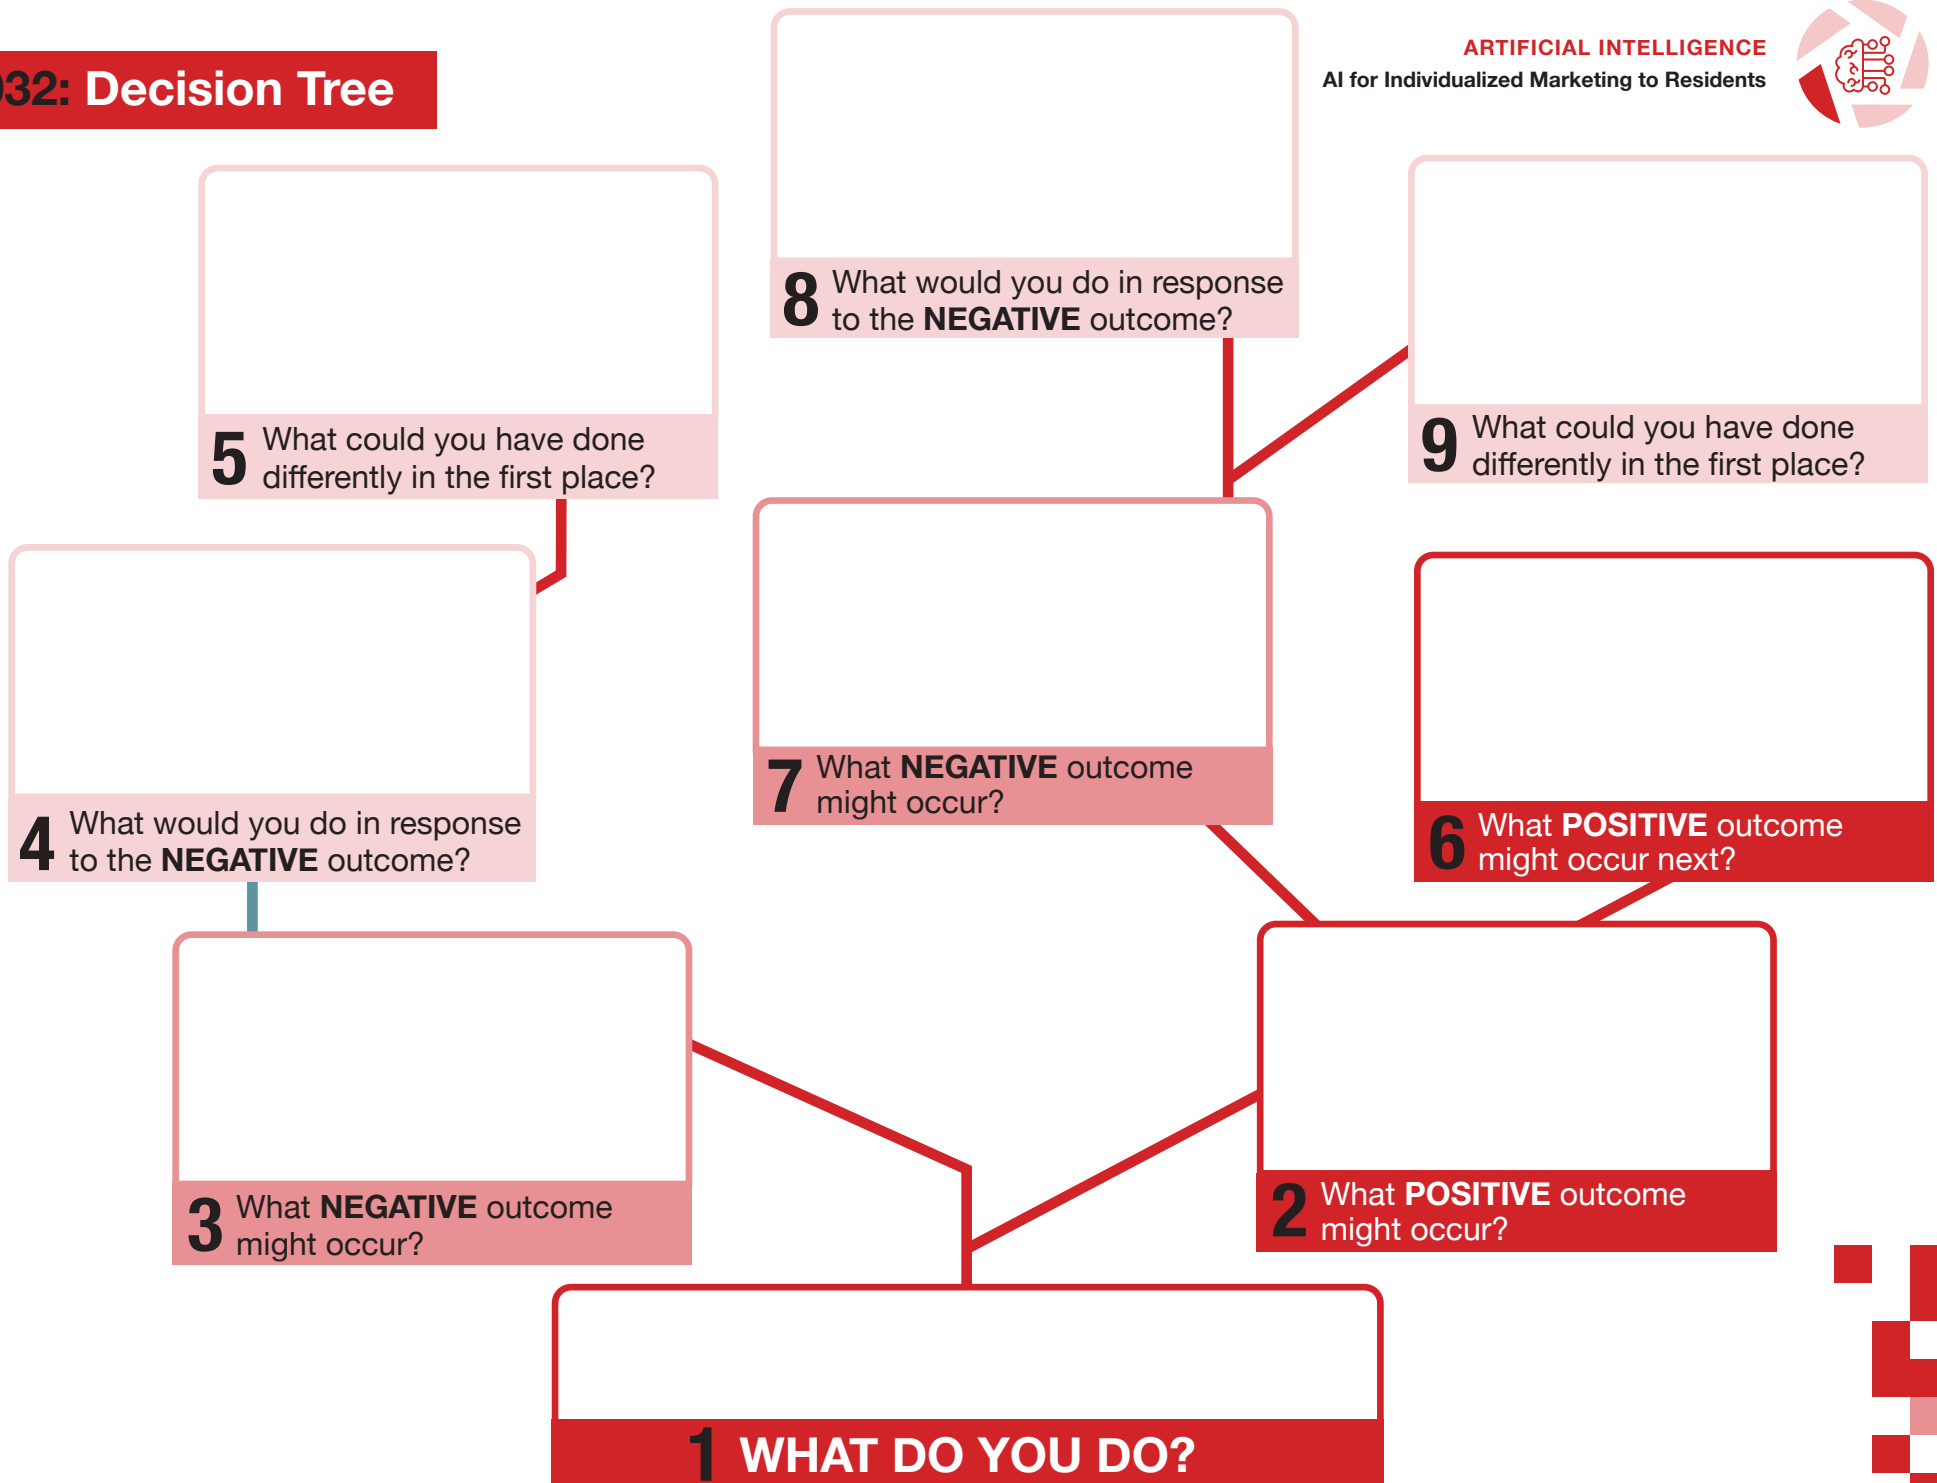 32: Decision Tree
ARTIFICIAL INTELLIGENCE
AI for Individualized Marketing to Residents
8 What would you do in response
to the NEGATIVE outcome?
5 What could you have done
differently in the first place?
9 What could you have done
differently in the first place?
7 What NEGATIVE outcome
might occur?
4 What would you do in response
to the NEGATIVE outcome?
6 What POSITIVE outcome
might occur next?
3 What NEGATIVE outcome
might occur?
2 What POSITIVE outcome
might occur?
1 WHAT DO YOU DO?